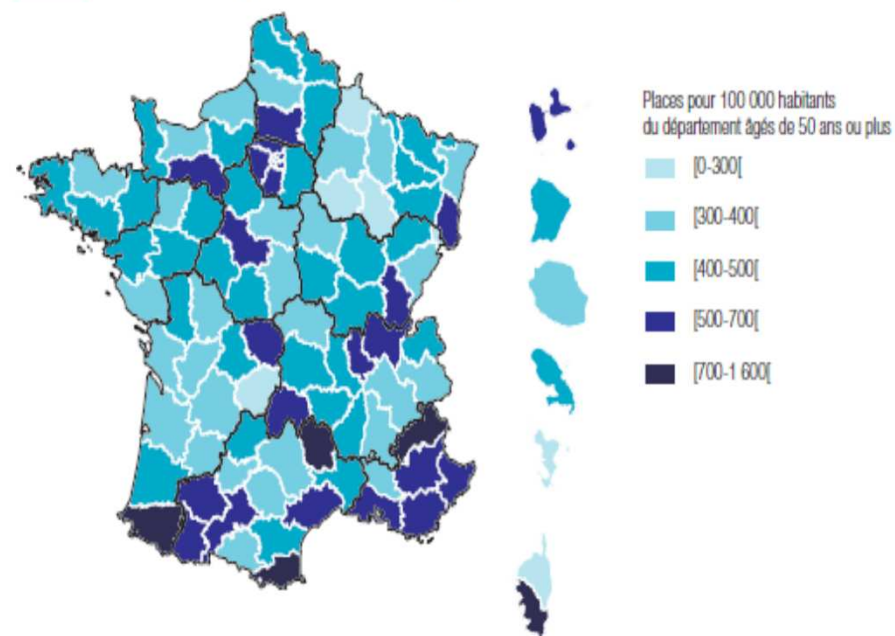 Places pour 100 000 habitants
du département âgés de 50 ans ou plus
[0-300[
[300-400[
[400-500[
[500-700[
[700-1 600[